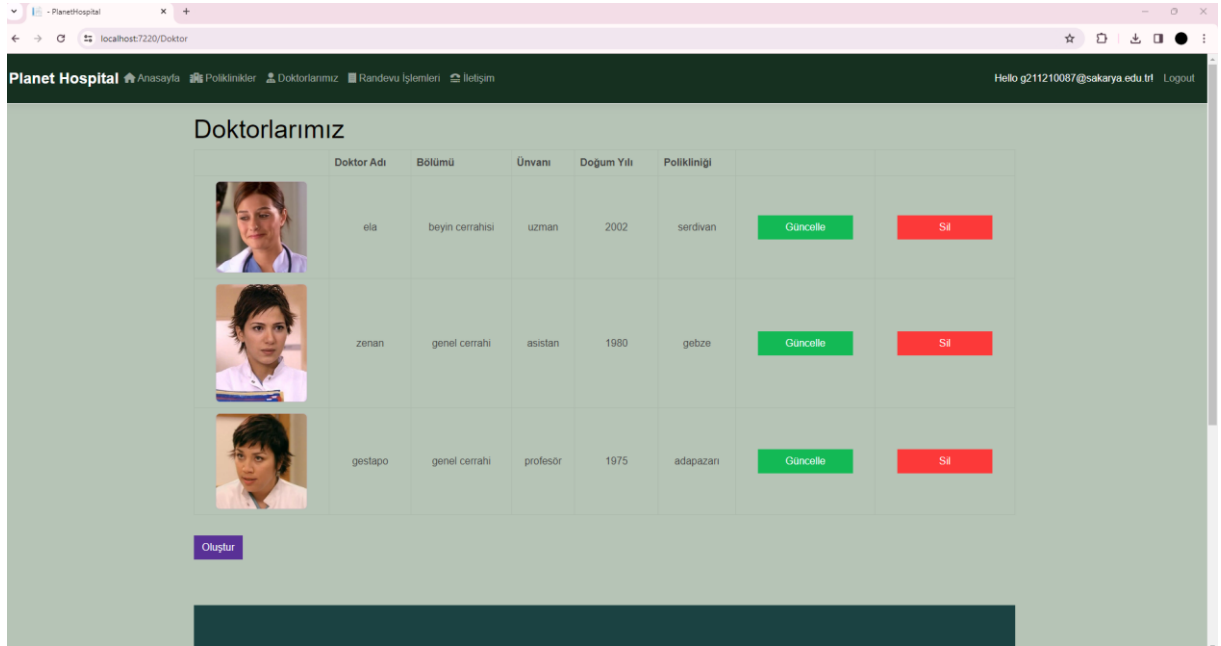 - PlanetHospital
localhost:7220/Doktor
Planet Hospital Anasayfa Poliklinikler Doktorlarımız Randevu İşlemleri İletişim Hello g211210087@sakarya.edu.tr! Logout
Doktorlarımız
Doktor Adı Bölümü Ünvanı Doğum Yılı Polikliniği
ela beyin cerrahisi uzman 2002 serdivan Güncelle Sil
zenan genel cerrahi asistan 1980 gebze Güncelle Sil
gestapo genel cerrahi profesör 1975 adapazarı Güncelle Sil
Oluştur